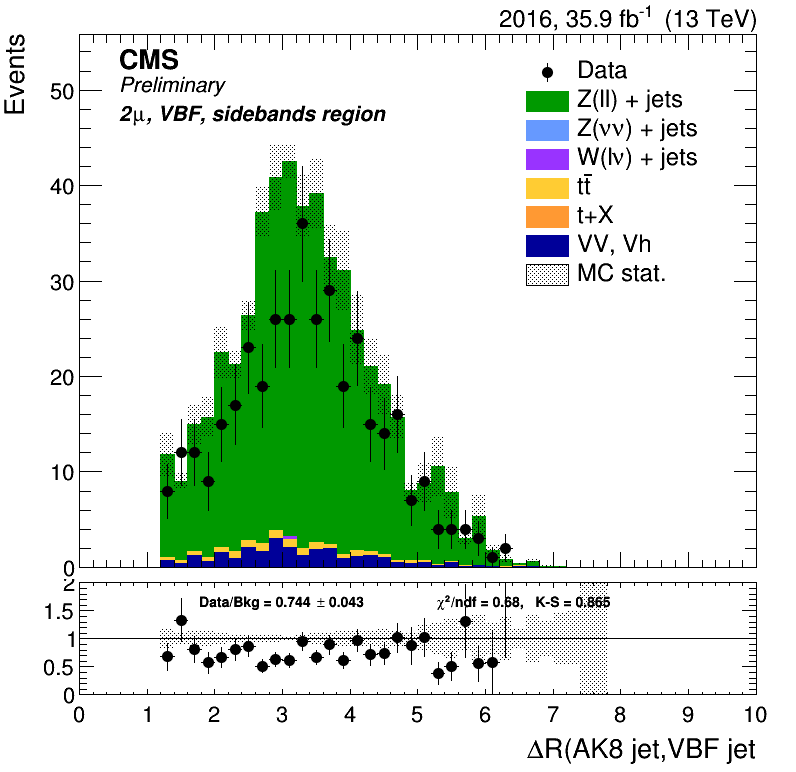 2016, 35.9 fb⁻¹ (13 TeV)
Events
CMS
Preliminary
2μ, VBF, sidebands region
Data
Z(ll) + jets
Z(νν) + jets
W(lν) + jets
tt̄
t+X
VV, Vh
MC stat.
50
40
30
20
10
0
Data/Bkg = 0.744 ± 0.043
χ²/ndf = 0.68, K-S = 0.865
2
1.5
1
0.5
0
0 1 2 3 4 5 6 7 8 9 10
ΔR(AK8 jet,VBF jet